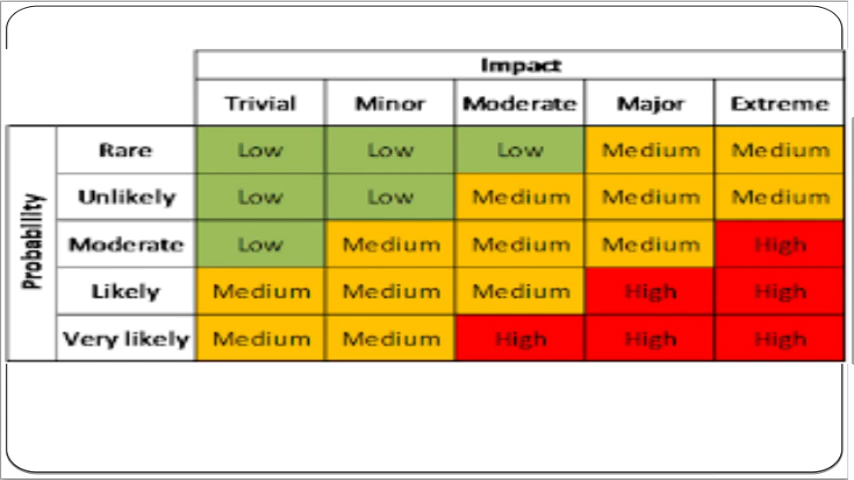 Impact
Trivial Minor Moderate Major Extreme
Probability
Rare Low Low Low Medium Medium
Unlikely Low Low Medium Medium Medium
Moderate Low Medium Medium Medium High
Likely Medium Medium Medium High High
Very likely Medium Medium High High High